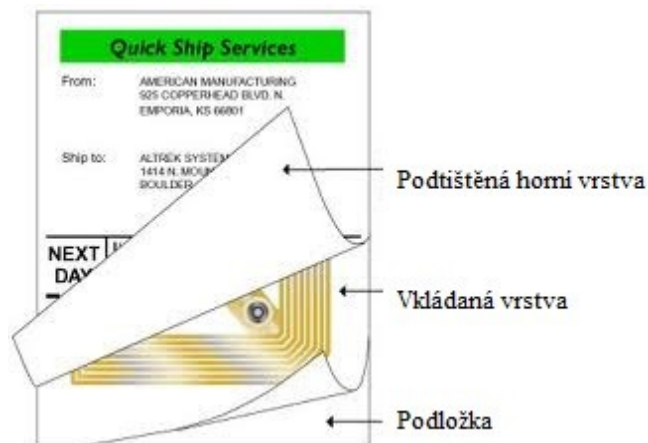 Quick Ship Services
From: AMERICAN MANUFACTURING
925 COPPERHEAD BLVD. N.
EMPORIA, KS 66801
Ship to: ALTREK SYSTEM
1414 N. MOUN
BOULDER
Podtištěná horní vrstva
NEXT
DAY
Vkládaná vrstva
Podložka